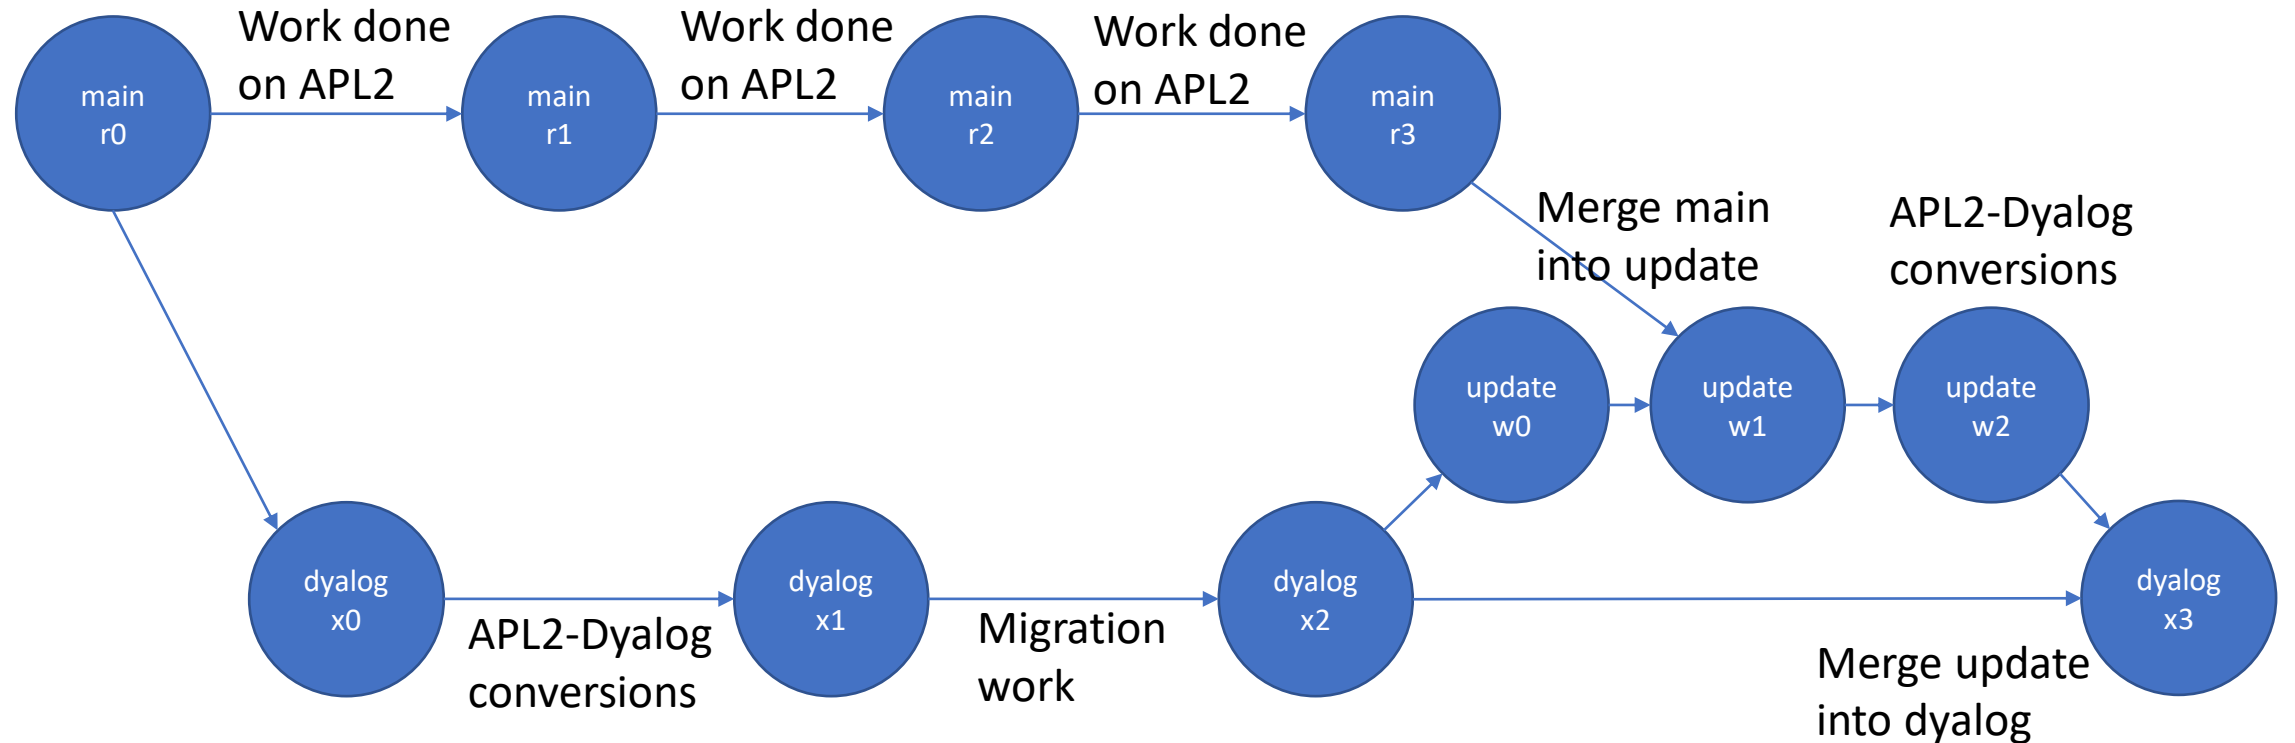 Work done
on APL2
Work done
on APL2
Work done
on APL2
main
r0
main
r1
main
r2
main
r3
Merge main
into update
APL2-Dyalog
conversions
update
w0
update
w1
update
w2
dyalog
x0
dyalog
x1
dyalog
x2
dyalog
x3
APL2-Dyalog
conversions
Migration
work
Merge update
into dyalog